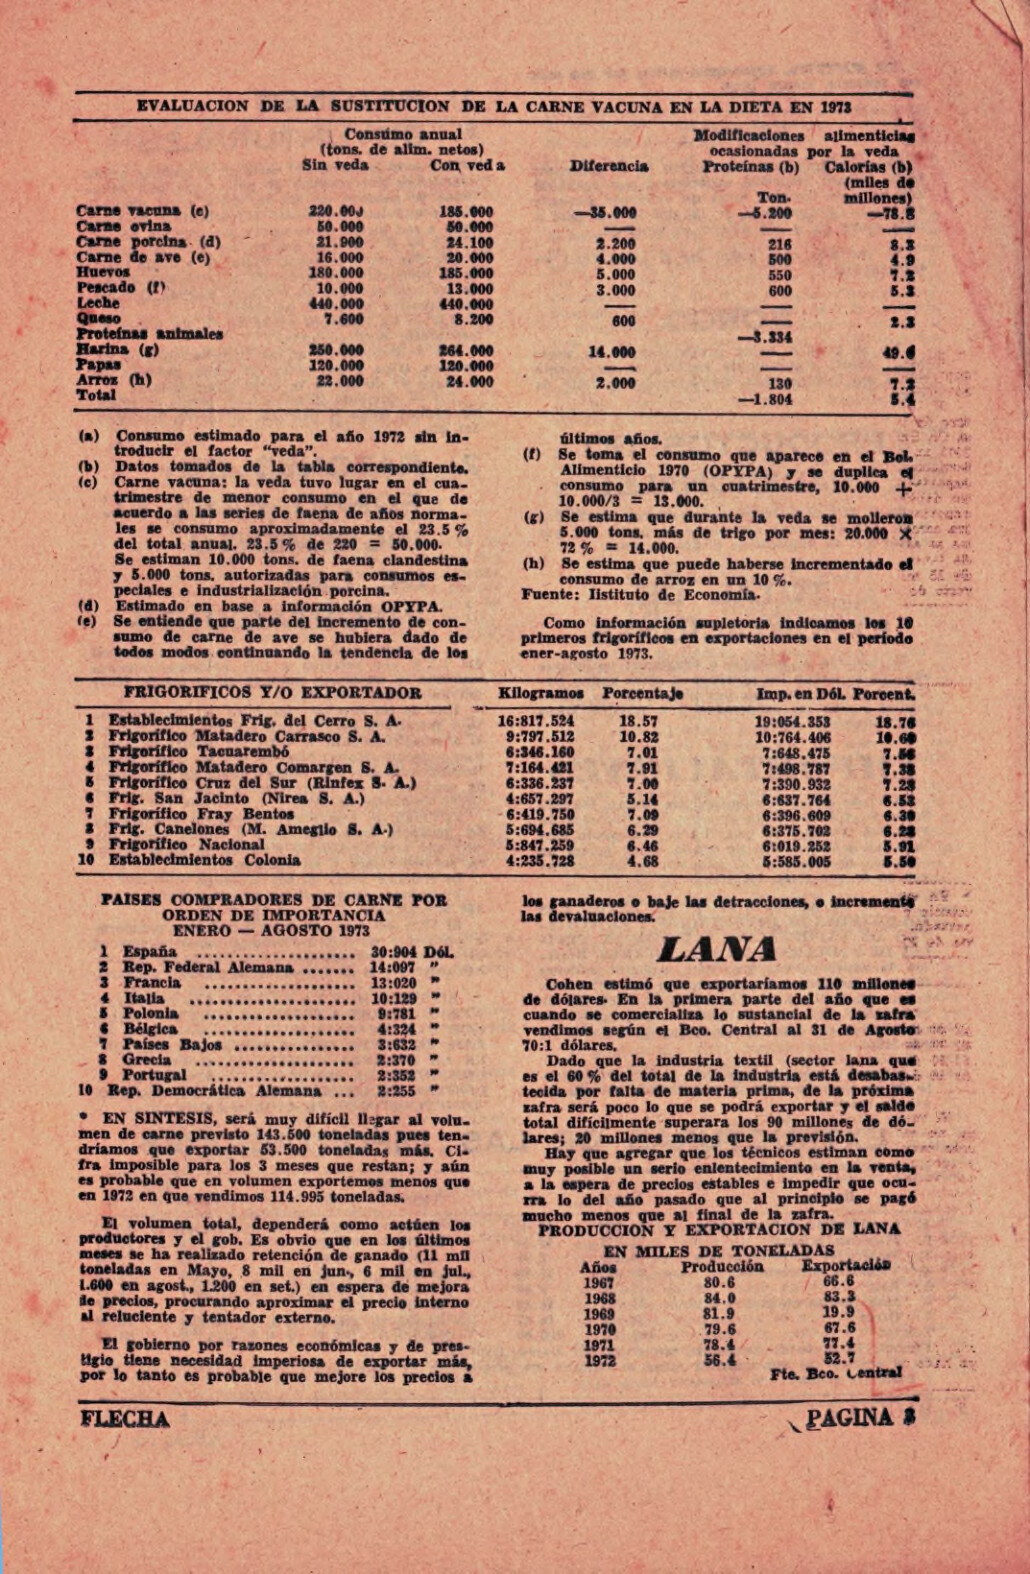 EVALUACION DE LA SUSTITUCION DE LA CARNE VACUNA EN LA DIETA EN 1973
Consumo anual
(tons. de alim. netos)
Sin veda Con veda Diferencia
Modificaciones alimenticias
ocasionadas por la veda
Proteínas (b) Calorías (b)
(miles de
Ton. millones)
Carne vacuna (c) 220.000 185.000 —35.000 —5.200 —78.8
Carne ovina 50.000 50.000 —— —— ——
Carne porcina (d) 21.900 24.100 2.200 216 8.3
Carne de ave (e) 16.000 20.000 4.000 500 4.9
Huevos 180.000 185.000 5.000 550 7.2
Pescado (f) 10.000 13.000 3.000 600 5.3
Leche 440.000 440.000 —— —— ——
Queso 7.600 8.200 600 —— 2.3
Proteínas animales —3.334
Harina (g) 250.000 264.000 14.000 —— 49.6
Papas 120.000 120.000 —— —— ——
Arroz (h) 22.000 24.000 2.000 130 7.2
Total —1.804 5.4
(a) Consumo estimado para el año 1972 sin in-
troducir el factor "veda".
(b) Datos tomados de la tabla correspondiente.
(c) Carne vacuna: la veda tuvo lugar en el cua-
trimestre de menor consumo en el que de
acuerdo a las series de faena de años norma-
les se consumo aproximadamente el 23.5 %
del total anual. 23.5 % de 220 = 50.000.
Se estiman 10.000 tons. de faena clandestina
y 5.000 tons. autorizadas para consumos es-
peciales e industrialización porcina.
(d) Estimado en base a información OPYPA.
(e) Se entiende que parte del incremento de con-
sumo de carne de ave se hubiera dado de
todos modos continuando la tendencia de los
últimos años.
(f) Se toma el consumo que aparece en el Bol.
Alimenticio 1970 (OPYPA) y se duplica el
consumo para un cuatrimestre, 10.000 +
10.000/3 = 13.000.
(g) Se estima que durante la veda se molieron
5.000 tons. más de trigo por mes: 20.000 X
72 % = 14.000.
(h) Se estima que puede haberse incrementado el
consumo de arroz en un 10 %.
Fuente: Iistituto de Economía.
Como información supletoria indicamos los 10
primeros frigoríficos en exportaciones en el período
ener-agosto 1973.
FRIGORIFICOS Y/O EXPORTADOR Kilogramos Porcentaje Imp. en Dól. Porcent.
1 Establecimientos Frig. del Cerro S. A. 16:817.524 18.57 19:054.353 18.76
2 Frigorífico Matadero Carrasco S. A. 9:797.512 10.82 10:764.406 10.60
3 Frigorífico Tacuarembó 6:346.160 7.01 7:648.475 7.56
4 Frigorífico Matadero Comargen S. A. 7:164.421 7.91 7:498.787 7.38
5 Frigorífico Cruz del Sur (Rinfex S. A.) 6:336.237 7.00 7:390.932 7.28
6 Frig. San Jacinto (Nirea S. A.) 4:657.297 5.14 6:637.764 6.53
7 Frigorífico Fray Bentos 6:419.750 7.09 6:396.609 6.30
8 Frig. Canelones (M. Ameglio S. A.) 5:694.685 6.29 6:375.702 6.28
9 Frigorífico Nacional 5:847.259 6.46 6:019.252 5.91
10 Establecimientos Colonia 4:235.728 4.68 5:585.005 5.50
PAISES COMPRADORES DE CARNE POR
ORDEN DE IMPORTANCIA
ENERO — AGOSTO 1973
1 España .................... 30:904 Dól.
2 Rep. Federal Alemana ....... 14:097 "
3 Francia ................... 13:020 "
4 Italia ..................... 10:129 "
5 Polonia ................... 9:781 "
6 Bélgica ................... 4:324 "
7 Países Bajos ............... 3:632 "
8 Grecia .................... 2:370 "
9 Portugal .................. 2:352 "
10 Rep. Democrática Alemana ... 2:255 "
* EN SINTESIS, será muy difícil llegar al volu-
men de carne previsto 143.500 toneladas pues ten-
dríamos que exportar 53.500 toneladas más. Ci-
fra imposible para los 3 meses que restan; y aún
es probable que en volumen exportemos menos que
en 1972 en que vendimos 114.995 toneladas.
El volumen total, dependerá como actúen los
productores y el gob. Es obvio que en los últimos
meses se ha realizado retención de ganado (11 mil
toneladas en Mayo, 8 mil en jun., 6 mil en jul.,
1.600 en agost., 1.200 en set.) en espera de mejora
de precios, procurando aproximar el precio interno
al reluciente y tentador externo.
El gobierno por razones económicas y de pres-
tigio tiene necesidad imperiosa de exportar más,
por lo tanto es probable que mejore los precios a
los ganaderos o baje las detracciones, o incremente
las devaluaciones.
LANA
Cohen estimó que exportaríamos 110 millones
de dólares. En la primera parte del año que es
cuando se comercializa lo sustancial de la zafra
vendimos según el Bco. Central al 31 de Agosto
70:1 dólares.
Dado que la industria textil (sector lana que
es el 60 % del total de la industria está desabas-
tecida por falta de materia prima, de la próxima
zafra será poco lo que se podrá exportar y el saldo
total difícilmente superara los 90 millones de dó-
lares; 20 millones menos que la previsión.
Hay que agregar que los técnicos estiman como
muy posible un serio enlentecimiento en la venta,
a la espera de precios estables e impedir que ocu-
rra lo del año pasado que al principio se pagó
mucho menos que al final de la zafra.
PRODUCCION Y EXPORTACION DE LANA
EN MILES DE TONELADAS
Años Producción Exportación
1967 80.6 66.6
1968 84.0 83.3
1969 81.9 19.9
1970 79.6 67.6
1971 78.4 77.4
1972 56.4 52.7
Fte. Bco. Central
FLECHA PAGINA 3